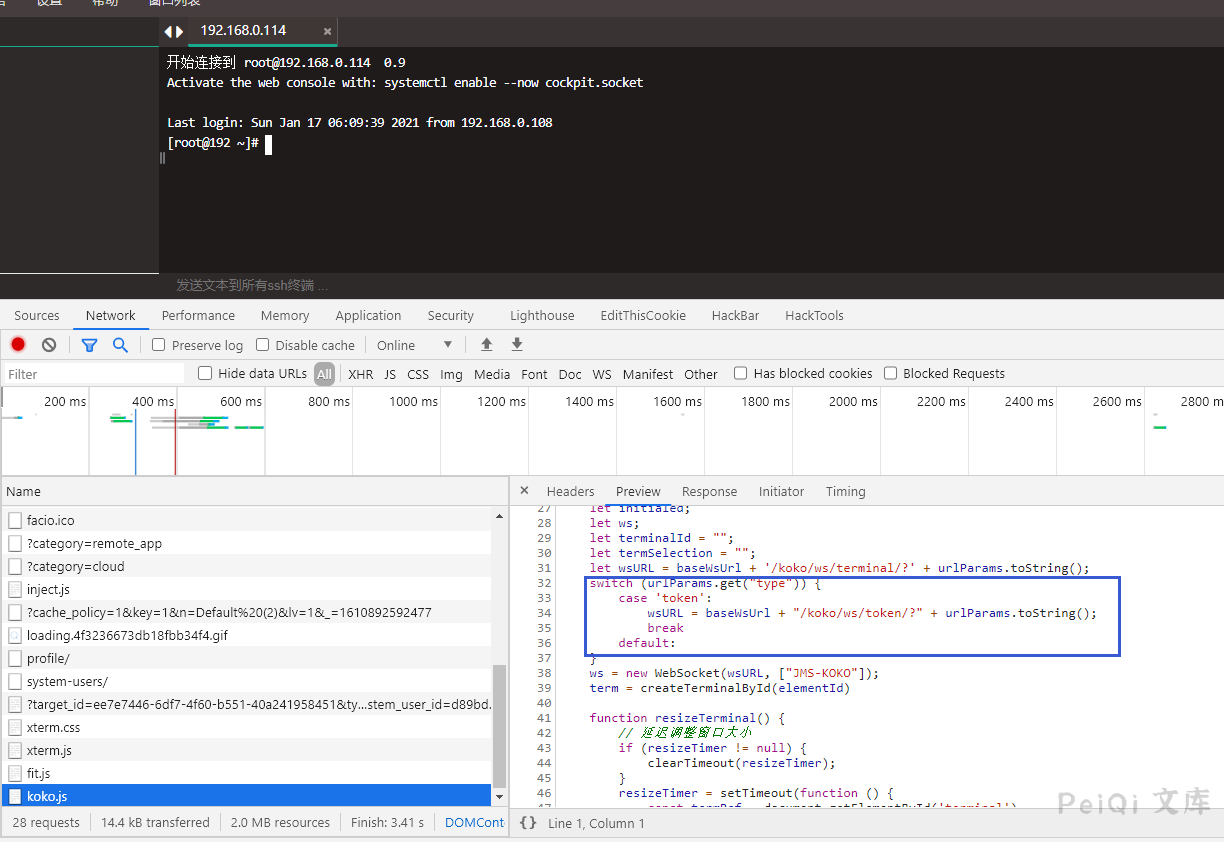 设置 帮助 窗口列表
192.168.0.114 ×
开始连接到 root@192.168.0.114 0.9
Activate the web console with: systemctl enable --now cockpit.socket
Last login: Sun Jan 17 06:09:39 2021 from 192.168.0.108
[root@192 ~]#
发送文本到所有ssh终端 ...
Sources Network Performance Memory Application Security Lighthouse EditThisCookie HackBar HackTools
Preserve log Disable cache Online
Filter Hide data URLs All XHR JS CSS Img Media Font Doc WS Manifest Other Has blocked cookies Blocked Requests
200 ms 400 ms 600 ms 800 ms 1000 ms 1200 ms 1400 ms 1600 ms 1800 ms 2000 ms 2200 ms 2400 ms 2600 ms 2800 m
Name
facio.ico
?category=remote_app
?category=cloud
inject.js
?cache_policy=1&key=1&n=Default%20(2)&lv=1&_=1610892592477
loading.4f3236673db18fbb34f4.gif
profile/
system-users/
?target_id=ee7e7446-6df7-4f60-b551-40a241958451&ty...stem_user_id=d89bd.
xterm.css
xterm.js
fit.js
koko.js
28 requests 14.4 kB transferred 2.0 MB resources Finish: 3.41 s DOMCont
× Headers Preview Response Initiator Timing
27 let initialed;
28 let ws;
29 let terminalId = "";
30 let termSelection = "";
31 let wsURL = baseWsUrl + '/koko/ws/terminal/?' + urlParams.toString();
32 switch (urlParams.get("type")) {
33 case 'token':
34 wsURL = baseWsUrl + "/koko/ws/token/?" + urlParams.toString();
35 break
36 default:
37 }
38 ws = new WebSocket(wsURL, ["JMS-KOKO"]);
39 term = createTerminalById(elementId)
40
41 function resizeTerminal() {
42 // 延迟调整窗口大小
43 if (resizeTimer != null) {
44 clearTimeout(resizeTimer);
45 }
46 resizeTimer = setTimeout(function () {
47 const termRef = document.getElementById('terminal')
{} Line 1, Column 1
PeiQi 文库